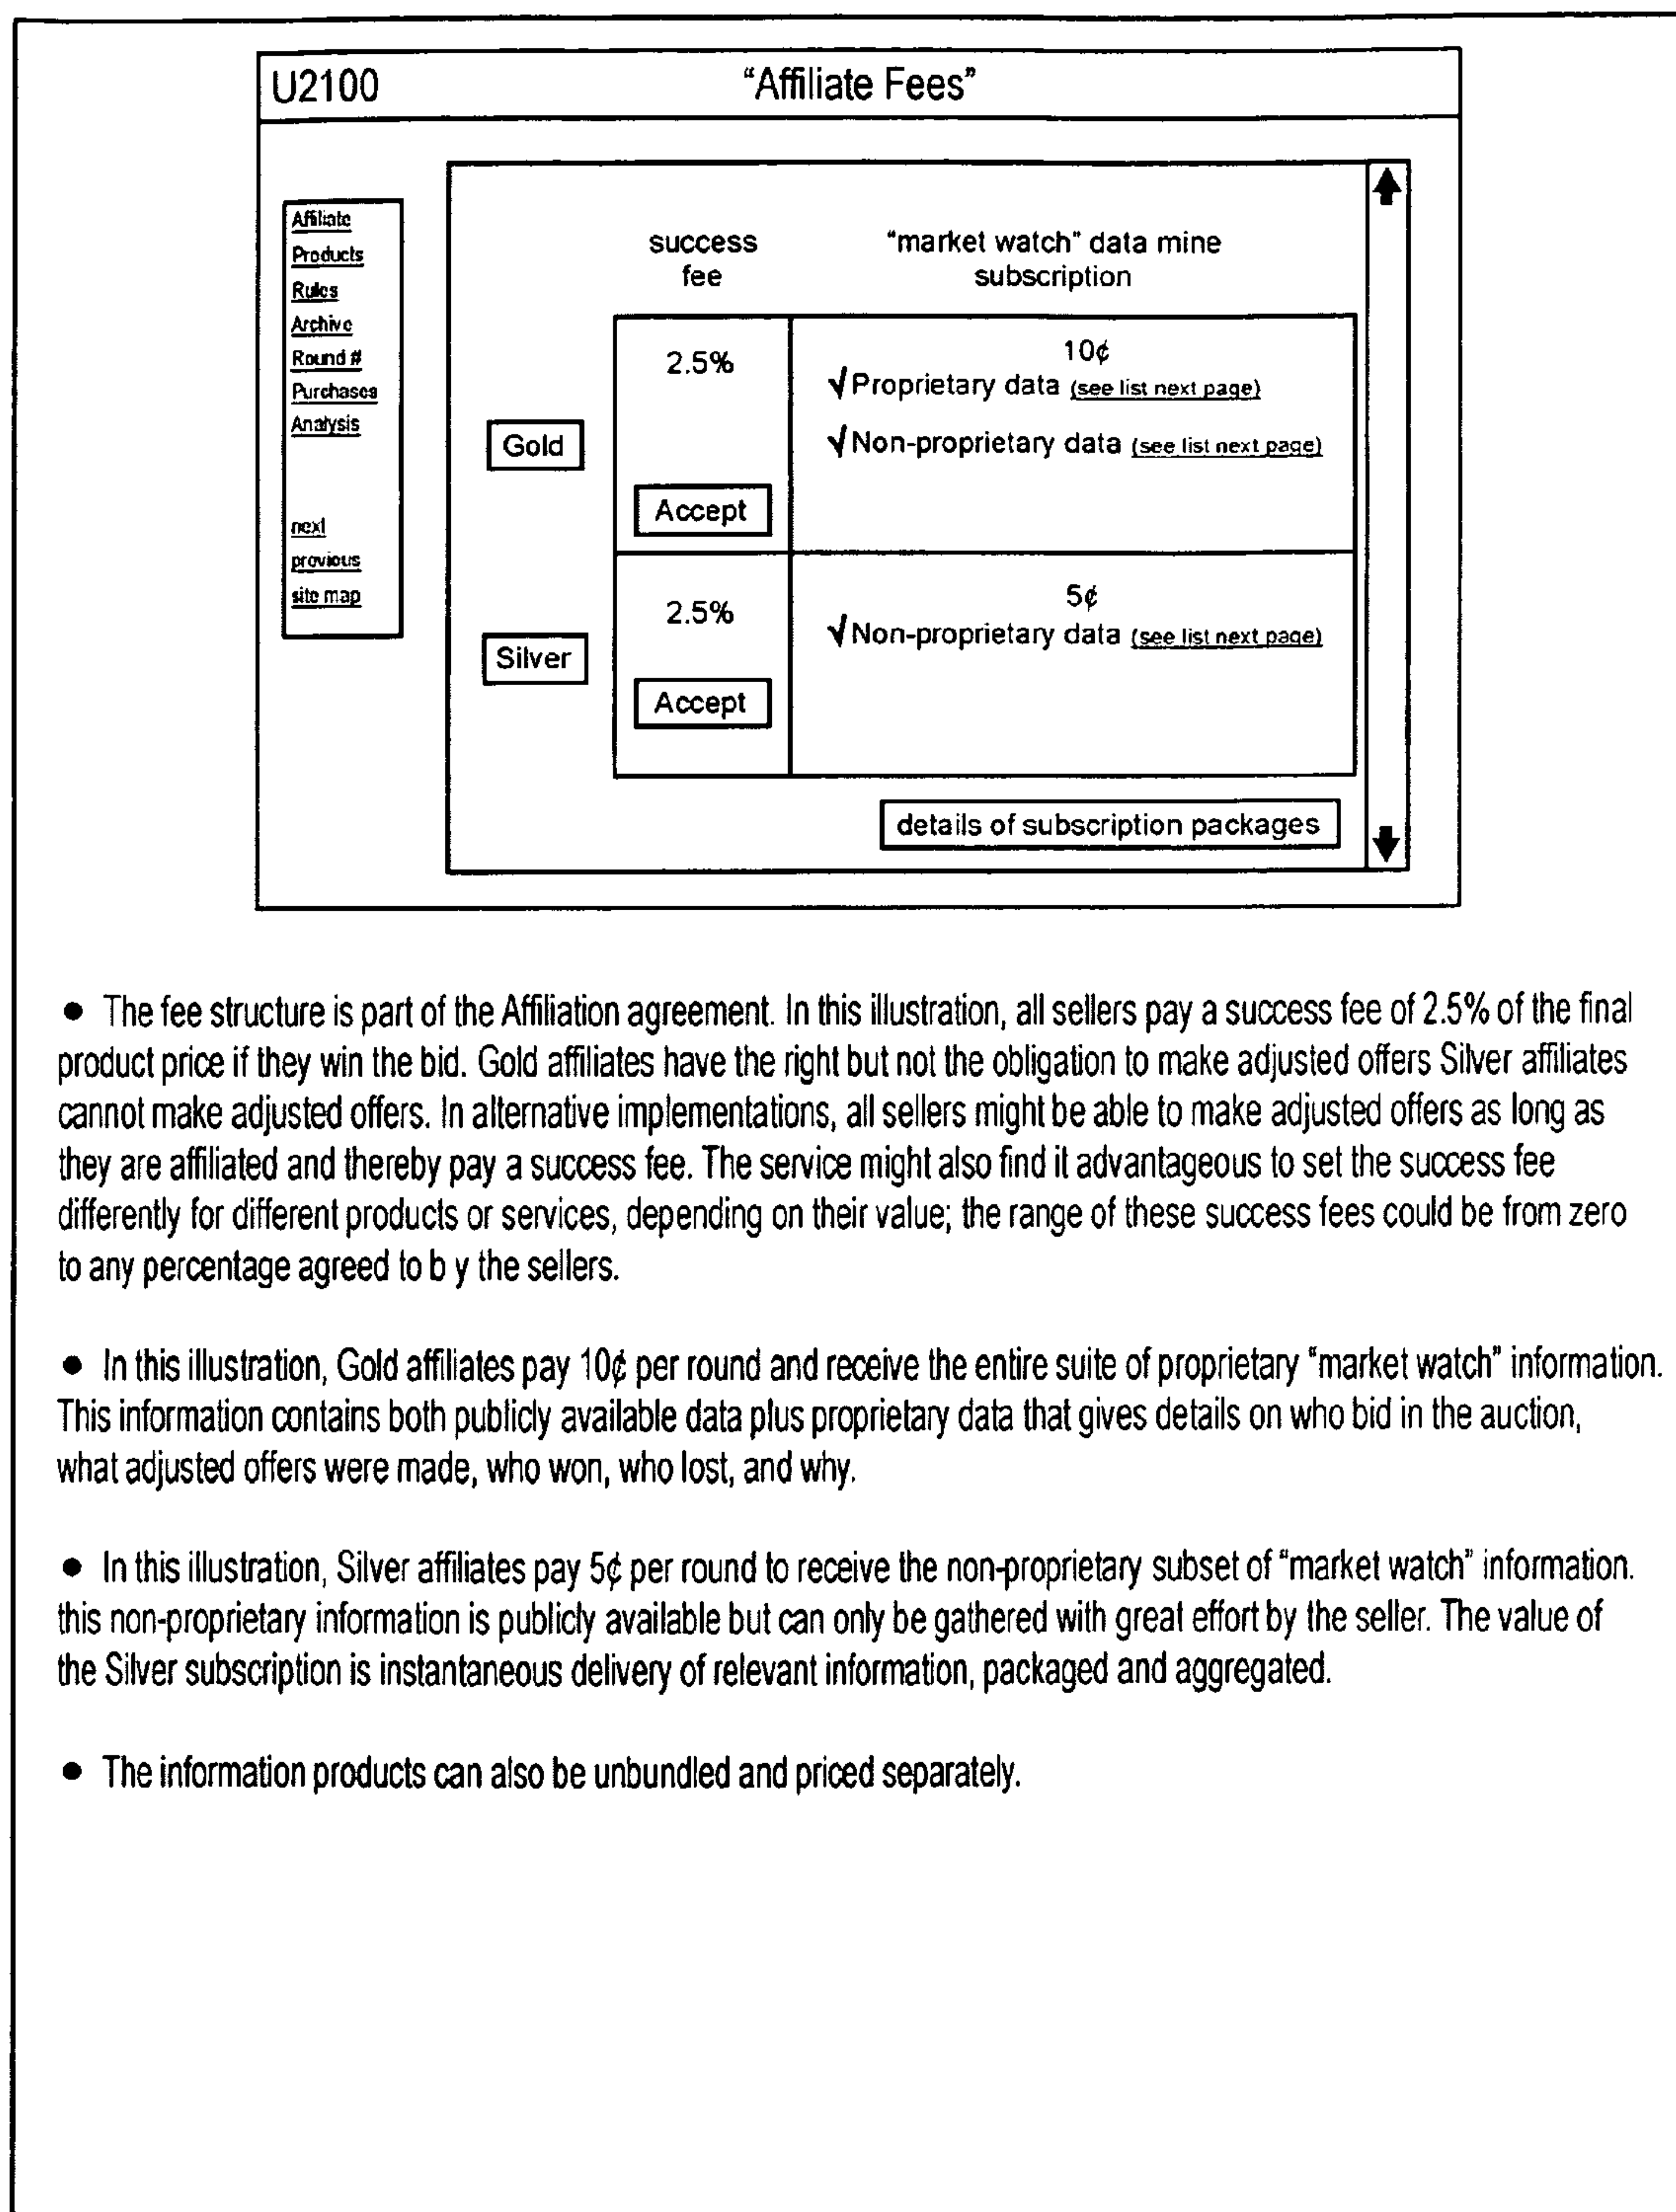 U2100 "Affiliate Fees"
Affiliate
Products
Rules
Archive
Round #
Purchases
Analysis
next
previous
site map
success
fee
"market watch" data mine
subscription
Gold
2.5%
Accept
10¢
√Proprietary data (see list next page)
√Non-proprietary data (see list next page)
Silver
2.5%
Accept
5¢
√Non-proprietary data (see list next page)
details of subscription packages
● The fee structure is part of the Affiliation agreement. In this illustration, all sellers pay a success fee of 2.5% of the final
product price if they win the bid. Gold affiliates have the right but not the obligation to make adjusted offers Silver affiliates
cannot make adjusted offers. In alternative implementations, all sellers might be able to make adjusted offers as long as
they are affiliated and thereby pay a success fee. The service might also find it advantageous to set the success fee
differently for different products or services, depending on their value; the range of these success fees could be from zero
to any percentage agreed to b y the sellers.
● In this illustration, Gold affiliates pay 10¢ per round and receive the entire suite of proprietary "market watch" information.
This information contains both publicly available data plus proprietary data that gives details on who bid in the auction,
what adjusted offers were made, who won, who lost, and why.
● In this illustration, Silver affiliates pay 5¢ per round to receive the non-proprietary subset of "market watch" information.
this non-proprietary information is publicly available but can only be gathered with great effort by the seller. The value of
the Silver subscription is instantaneous delivery of relevant information, packaged and aggregated.
● The information products can also be unbundled and priced separately.